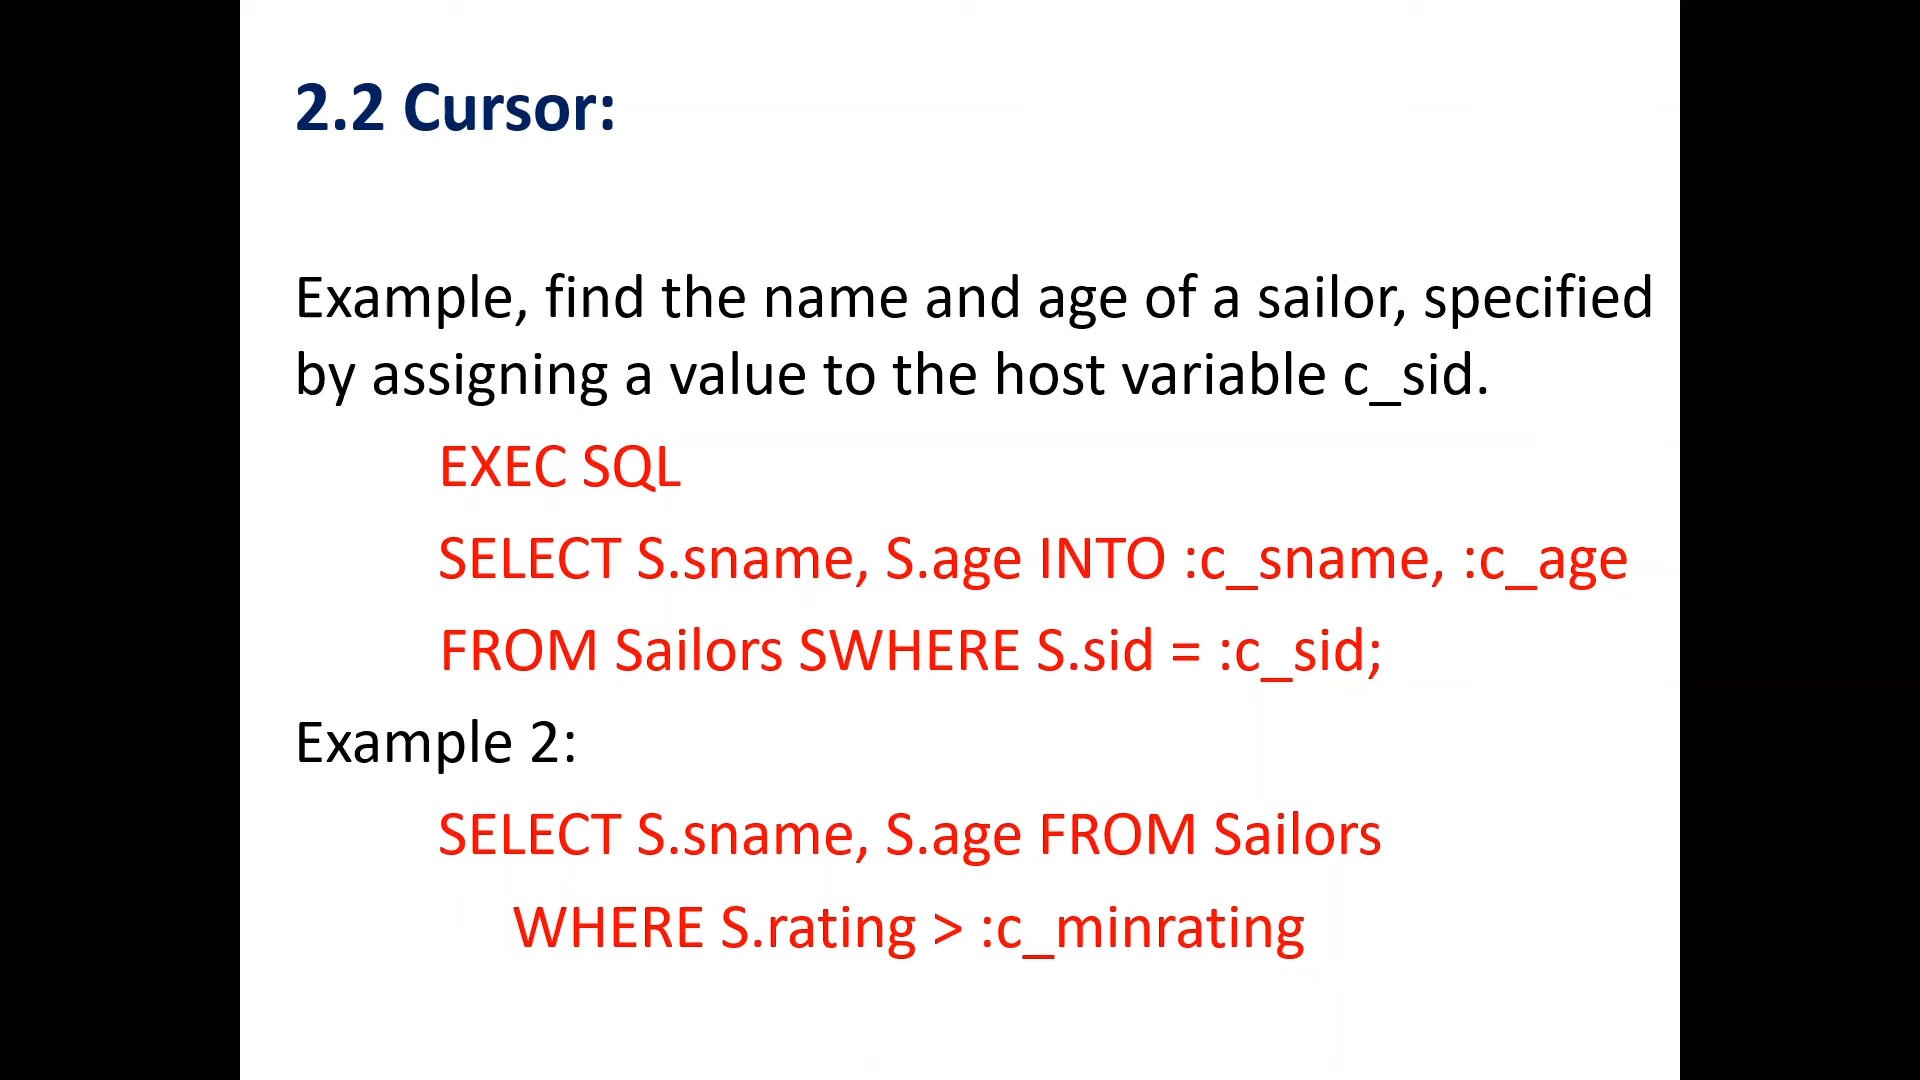 2.2 Cursor:
Example, find the name and age of a sailor, specified
by assigning a value to the host variable c_sid.
EXEC SQL
SELECT S.sname, S.age INTO :c_sname, :c_age
FROM Sailors SWHERE S.sid = :c_sid;
Example 2:
SELECT S.sname, S.age FROM Sailors
WHERE S.rating > :c_minrating